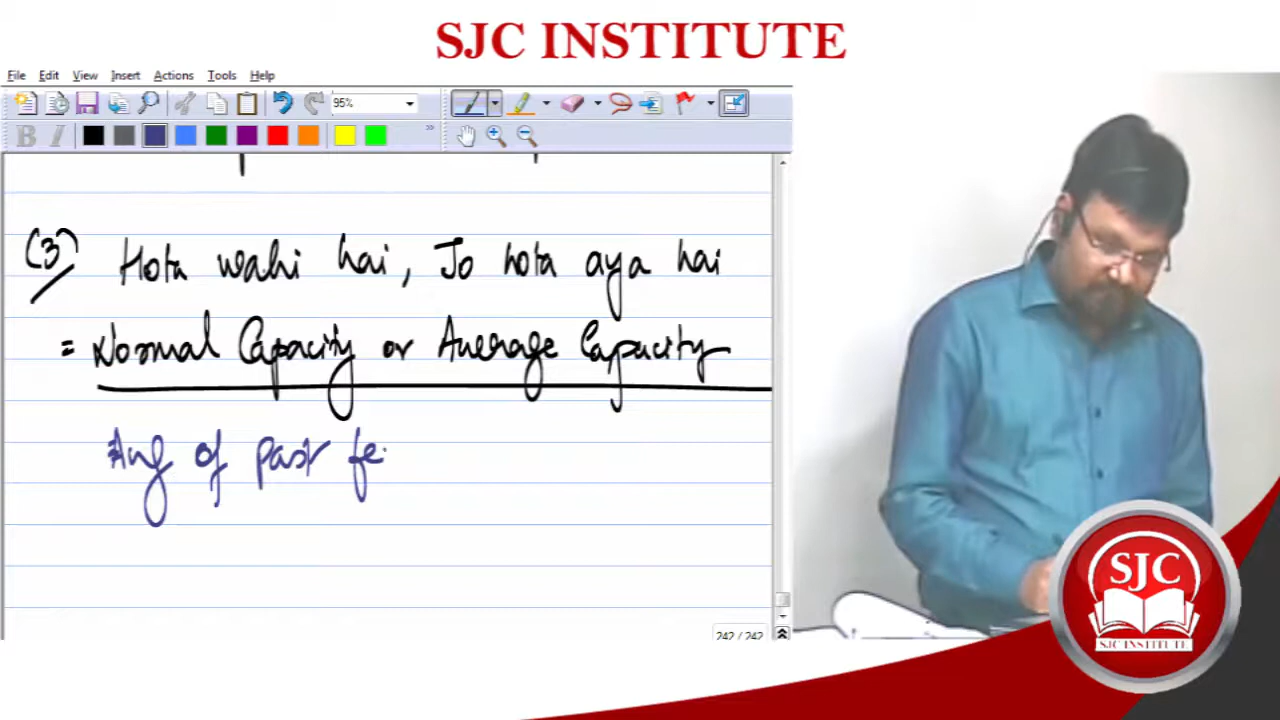 SJC INSTITUTE
File Edit View Insert Actions Tools Help
95%
B I
(3) Hota wahi hai, Jo hota aya hai
= Normal Capacity or Average Capacity
Avg of past fe
242 / 242
SJC
SJC INSTITUTE